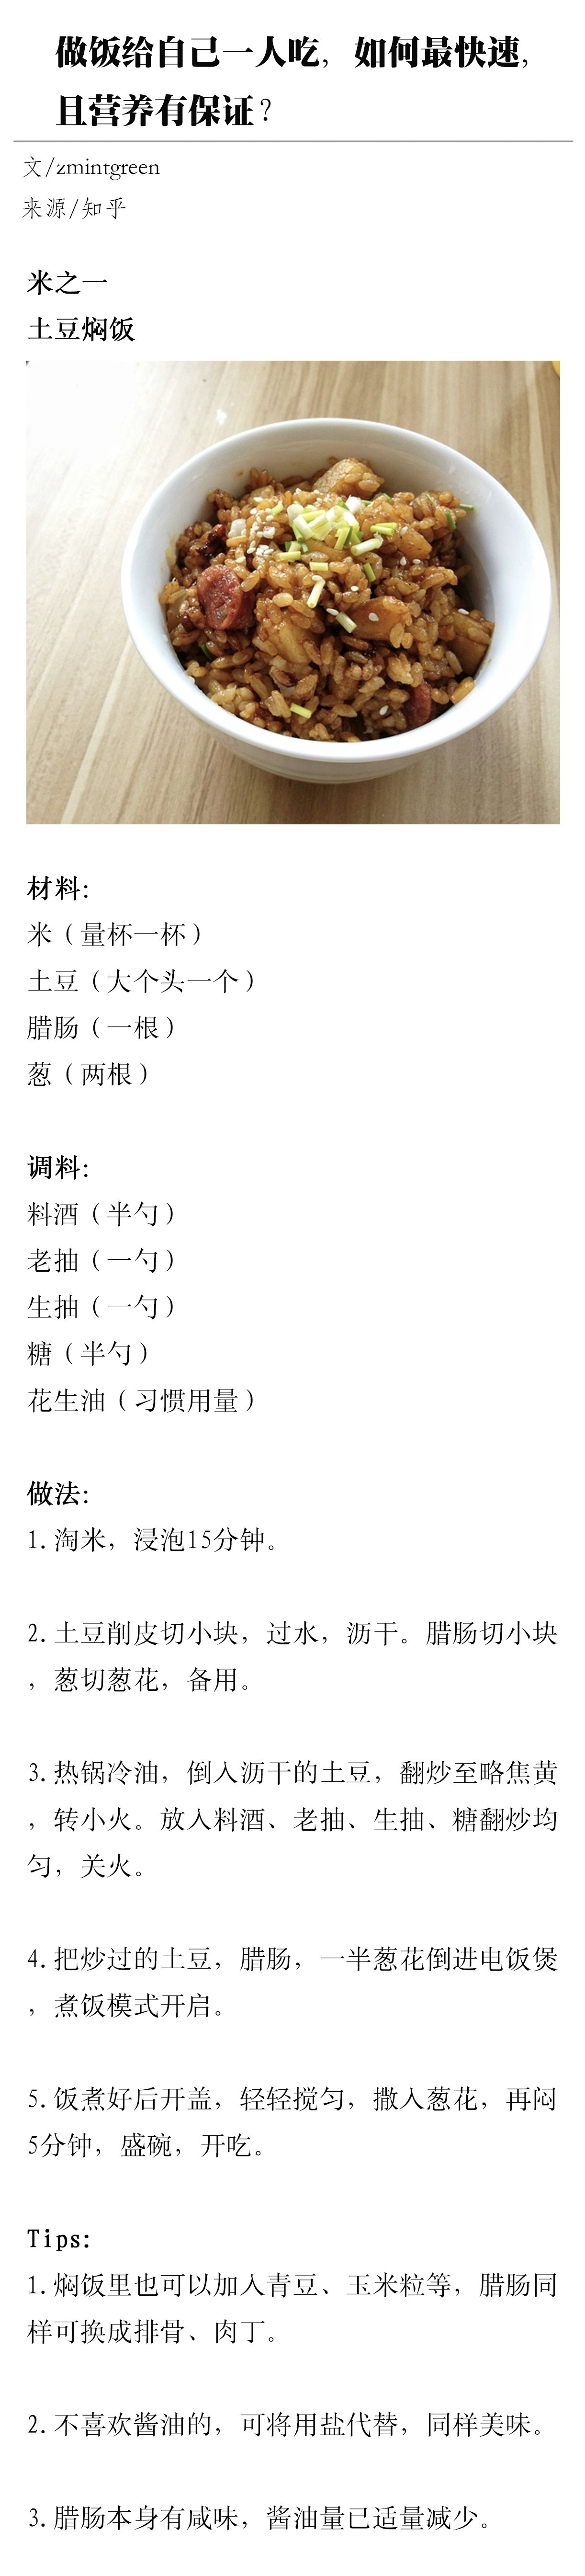 做饭给自己一人吃，如何最快速，
且营养有保证？
文/zmintgreen
来源/知乎
米之一
土豆焖饭
材料：
米（量杯一杯）
土豆（大个头一个）
腊肠（一根）
葱（两根）
调料：
料酒（半勺）
老抽（一勺）
生抽（一勺）
糖（半勺）
花生油（习惯用量）
做法：
1. 淘米，浸泡15分钟。
2. 土豆削皮切小块，过水，沥干。腊肠切小块
，葱切葱花，备用。
3. 热锅冷油，倒入沥干的土豆，翻炒至略焦黄
，转小火。放入料酒、老抽、生抽、糖翻炒均
匀，关火。
4. 把炒过的土豆，腊肠，一半葱花倒进电饭煲
，煮饭模式开启。
5. 饭煮好后开盖，轻轻搅匀，撒入葱花，再闷
5分钟，盛碗，开吃。
Tips:
1. 焖饭里也可以加入青豆、玉米粒等，腊肠同
样可换成排骨、肉丁。
2. 不喜欢酱油的，可将用盐代替，同样美味。
3. 腊肠本身有咸味，酱油量已适量减少。